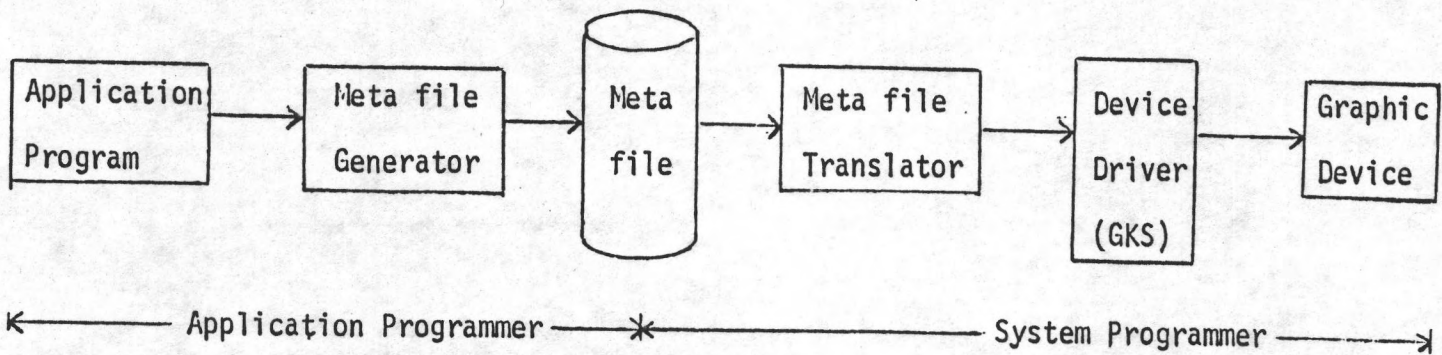 Application
Program
Meta file
Generator
Meta
file
Meta file
Translator
Device
Driver
(GKS)
Graphic
Device
Application Programmer
System Programmer